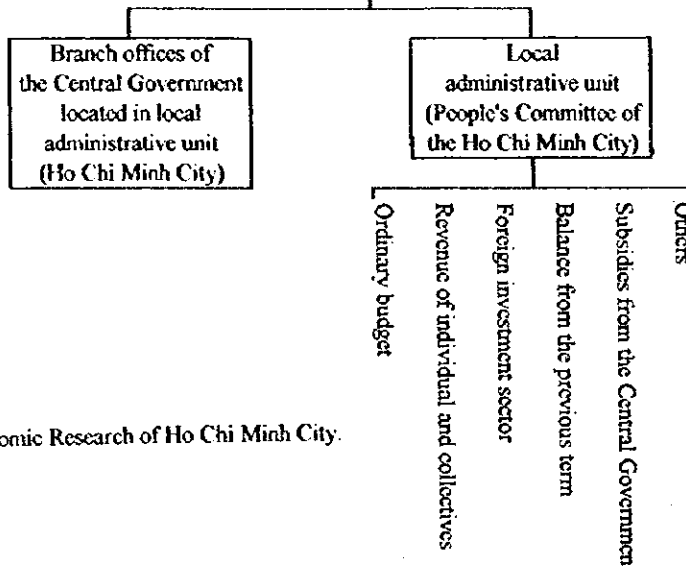 Branch offices of
the Central Government
located in local
administrative unit
(Ho Chi Minh City)
Local
administrative unit
(People's Committee of
the Ho Chi Minh City)
Ordinary budget
Revenue of individual and collectives
Foreign investment sector
Balance from the previous term
Subsidies from the Central Governmen
Others
omic Research of Ho Chi Minh City.